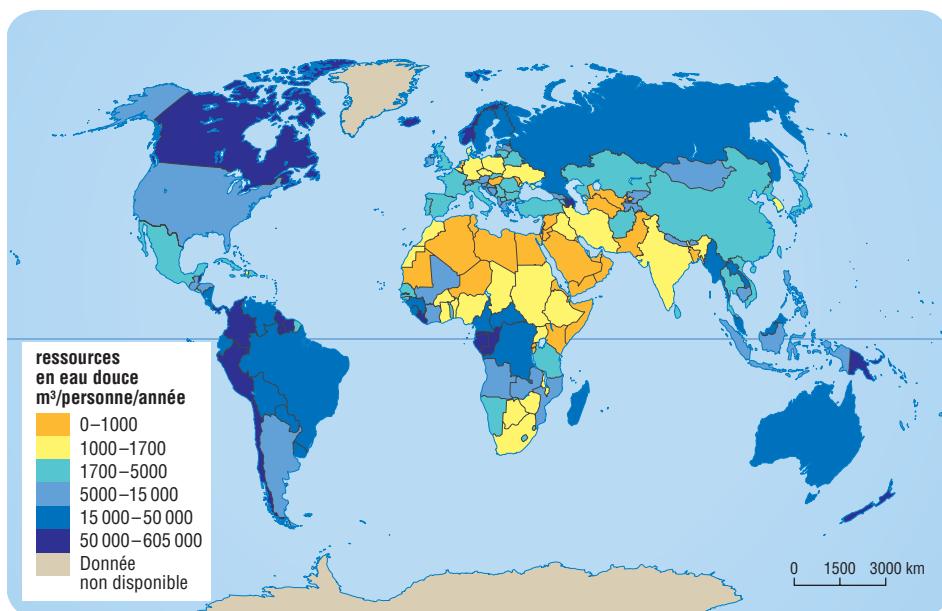 ressources
en eau douce
m³/personne/année
0–1000
1000–1700
1700–5000
5000–15 000
15 000–50 000
50 000–605 000
Donnée
non disponible
0 1500 3000 km